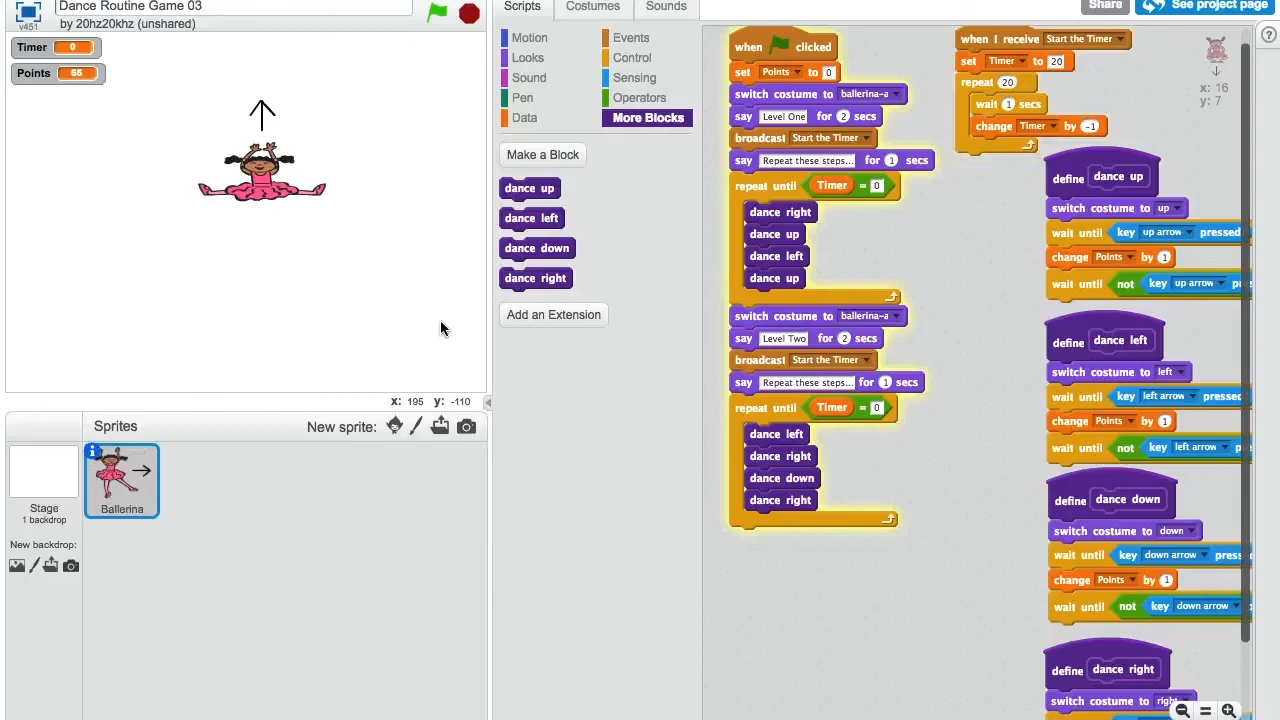 Dance Routine Game 03
v451
by 20hz20khz (unshared)
Timer 0
Points 55
x: 195 y: -110
Sprites
New sprite:
Stage
1 backdrop
New backdrop:
Ballerina
Scripts
Costumes
Sounds
Share
See project page
Motion
Looks
Sound
Pen
Data
Events
Control
Sensing
Operators
More Blocks
Make a Block
dance up
dance left
dance down
dance right
Add an Extension
when clicked
set Points to 0
switch costume to ballerina-a
say Level One for 2 secs
broadcast Start the Timer
say Repeat these steps... for 1 secs
repeat until Timer = 0
dance right
dance up
dance left
dance up
switch costume to ballerina-a
say Level Two for 2 secs
broadcast Start the Timer
say Repeat these steps... for 1 secs
repeat until Timer = 0
dance left
dance right
dance down
dance right
when I receive Start the Timer
set Timer to 20
repeat 20
wait 1 secs
change Timer by -1
x: 16
y: 7
define dance up
switch costume to up
wait until key up arrow pressed
change Points by 1
wait until not key up arrow
define dance left
switch costume to left
wait until key left arrow pressed
change Points by 1
wait until not key left arrow
define dance down
switch costume to down
wait until key down arrow
change Points by 1
wait until not key down arrow
define dance right
switch costume to